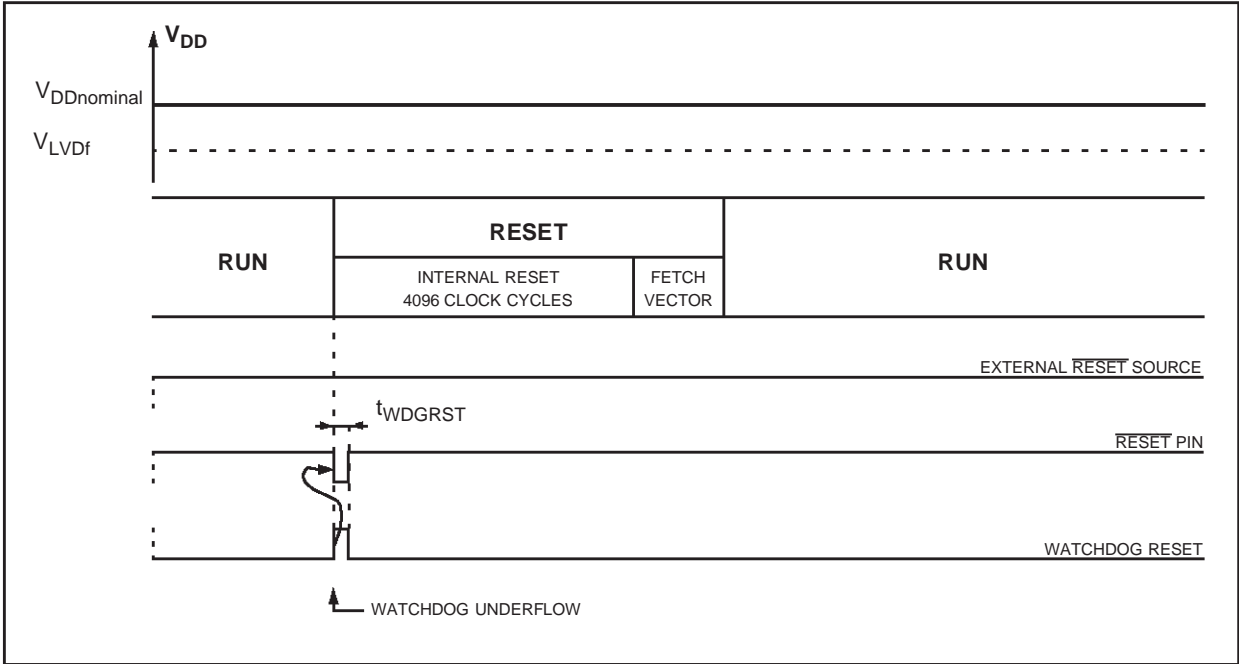 VDD
VDDnominal
VLVDf
RUN
RESET
RUN
INTERNAL RESET
4096 CLOCK CYCLES
FETCH
VECTOR
EXTERNAL RESET SOURCE
tWDGRST
RESET PIN
WATCHDOG RESET
WATCHDOG UNDERFLOW